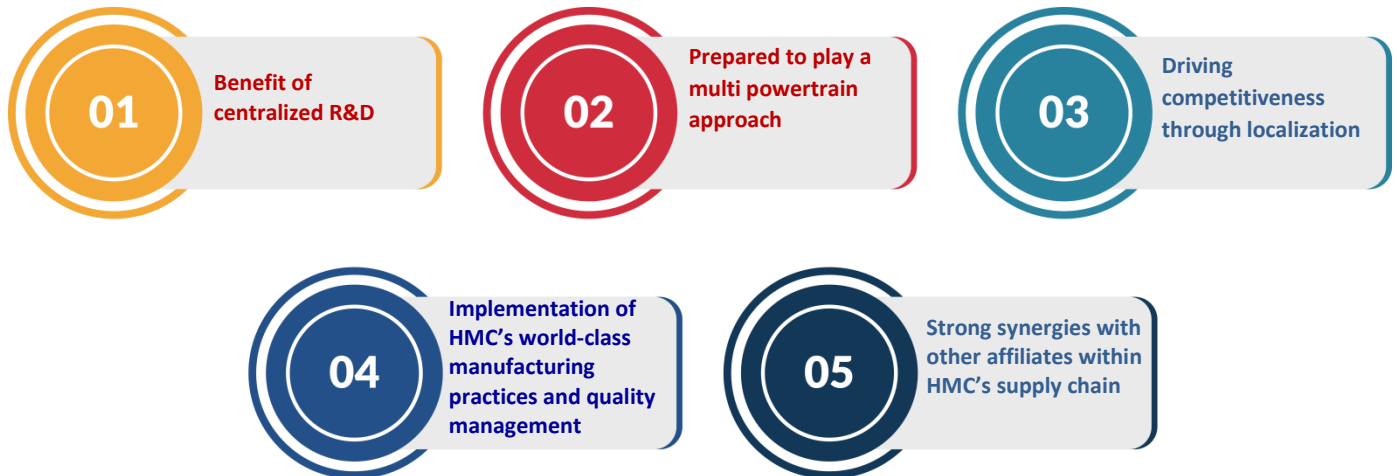 01
Benefit of
centralized R&D
02
Prepared to play a
multi powertrain
approach
03
Driving
competitiveness
through localization
04
Implementation of
HMC’s world-class
manufacturing
practices and quality
management
05
Strong synergies with
other affiliates within
HMC’s supply chain